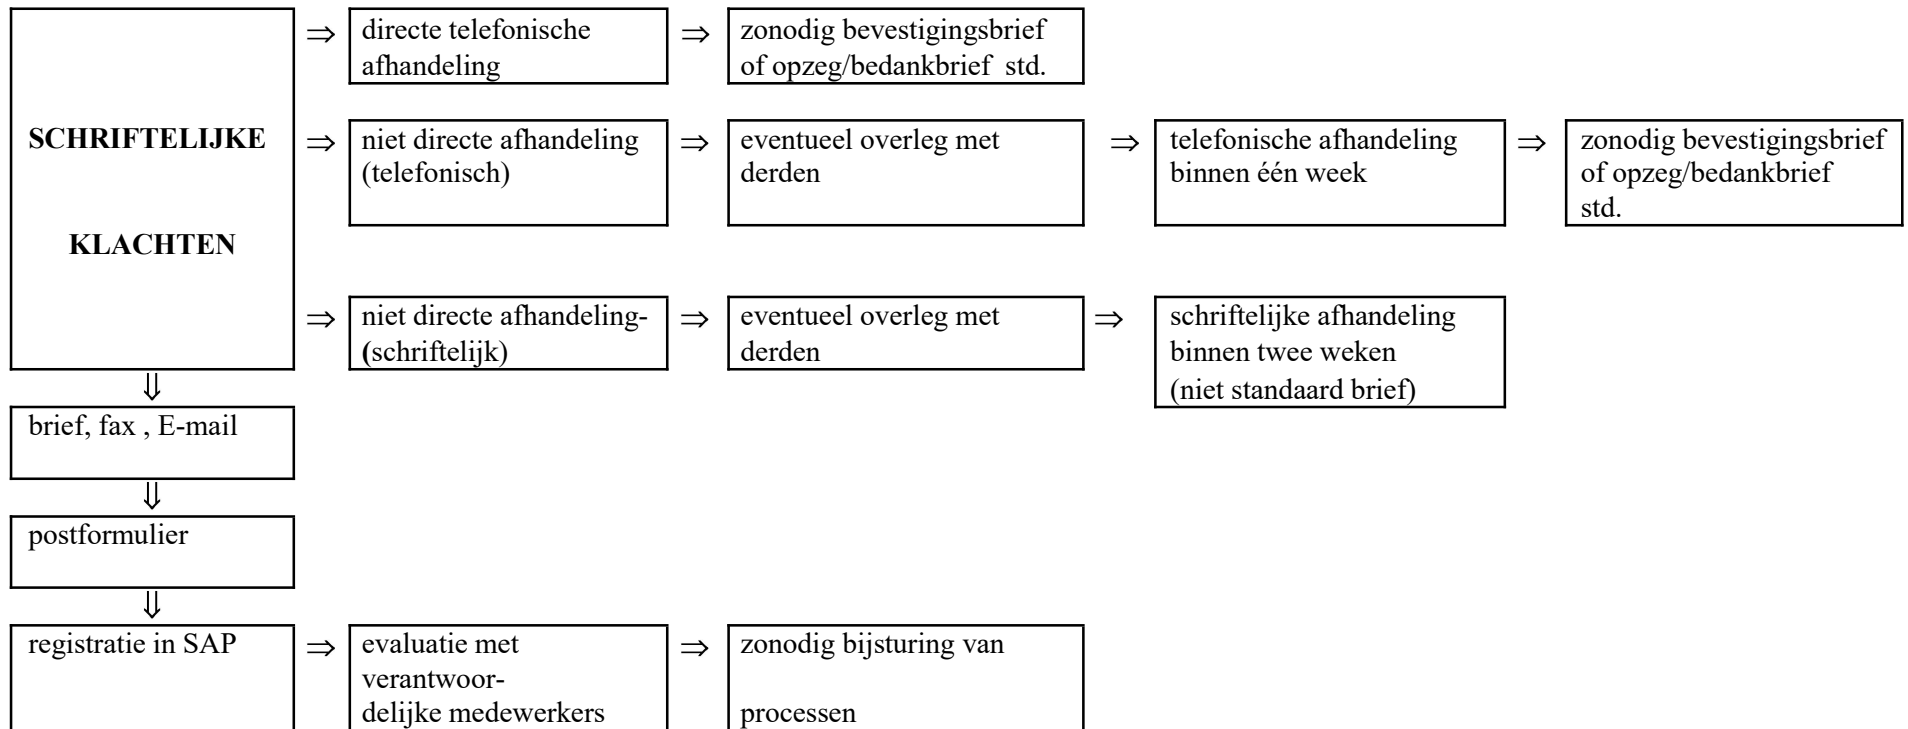 directe telefonische
afhandeling
zonodig bevestigingsbrief
of opzeg/bedankbrief std.
SCHRIFTELIJKE
KLACHTEN
niet directe afhandeling
(telefonisch)
eventueel overleg met
derden
telefonische afhandeling
binnen één week
zonodig bevestigingsbrief
of opzeg/bedankbrief
std.
niet directe afhandeling-
(schriftelijk)
eventueel overleg met
derden
schriftelijke afhandeling
binnen twee weken
(niet standaard brief)
brief, fax , E-mail
postformulier
registratie in SAP
evaluatie met
verantwoor-
delijke medewerkers
zonodig bijsturing van
processen